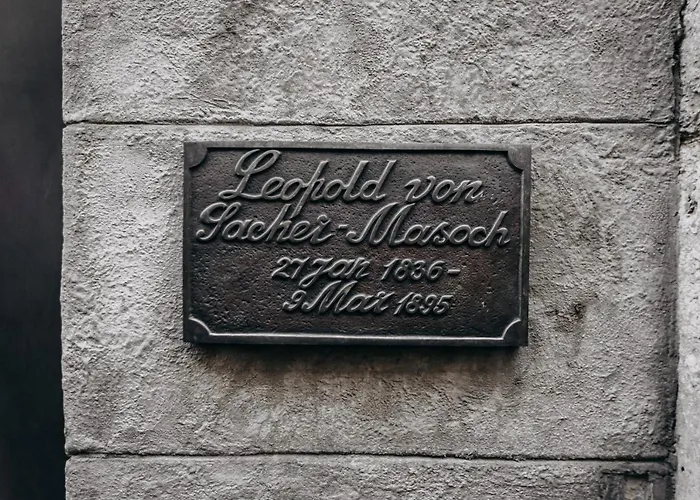 Leopold von
Sacher-Masoch
27 Jan 1836 -
9 Mar 1895